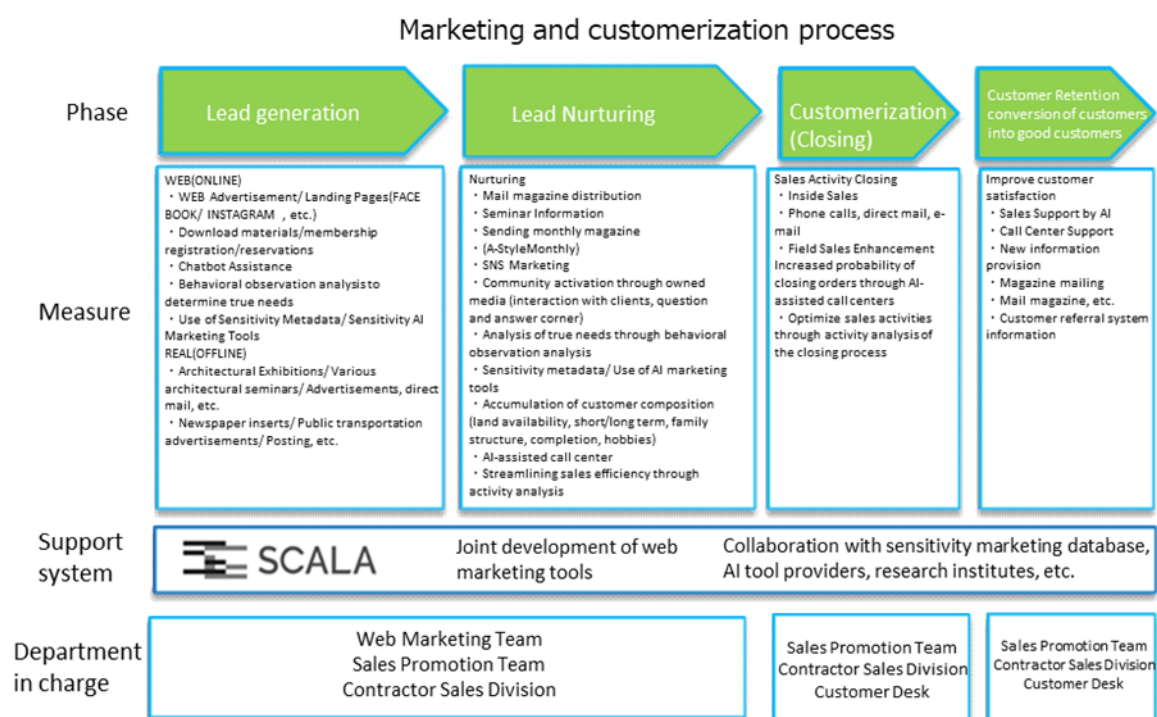 Marketing and customerization process
Phase
Lead generation
Lead Nurturing
Customerization
(Closing)
Customer Retention
conversion of customers
into good customers
Measure
WEB(ONLINE)
・WEB Advertisement/ Landing Pages(FACE
BOOK/ INSTAGRAM , etc.)
・Download materials/membership
registration/reservations
・Chatbot Assistance
・Behavioral observation analysis to
determine true needs
・Use of Sensitivity Metadata/ Sensitivity AI
Marketing Tools
REAL(OFFLINE)
・Architectural Exhibitions/ Various
architectural seminars/ Advertisements, direct
mail, etc.
・Newspaper inserts/ Public transportation
advertisements/ Posting, etc.
Nurturing
・Mail magazine distribution
・Seminar Information
・Sending monthly magazine
・(A-StyleMonthly)
・SNS Marketing
・Community activation through owned
media (interaction with clients, question
and answer corner)
・Analysis of true needs through behavioral
observation analysis
・Sensitivity metadata/ Use of AI marketing
tools
・Accumulation of customer composition
(land availability, short/long term, family
structure, completion, hobbies)
・AI-assisted call center
・Streamlining sales efficiency through
activity analysis
Sales Activity Closing
・Inside Sales
・Phone calls, direct mail, e-
mail
・Field Sales Enhancement
Increased probability of
closing orders through AI-
assisted call centers
・Optimize sales activities
through activity analysis of
the closing process
Improve customer
satisfaction
・Sales Support by AI
・Call Center Support
・New information
provision
・Magazine mailing
・Mail magazine, etc.
・Customer referral system
information
Support
system
SCALA
Joint development of web
marketing tools
Collaboration with sensitivity marketing database,
AI tool providers, research institutes, etc.
Department
in charge
Web Marketing Team
Sales Promotion Team
Contractor Sales Division
Sales Promotion Team
Contractor Sales Division
Customer Desk
Sales Promotion Team
Contractor Sales Division
Customer Desk